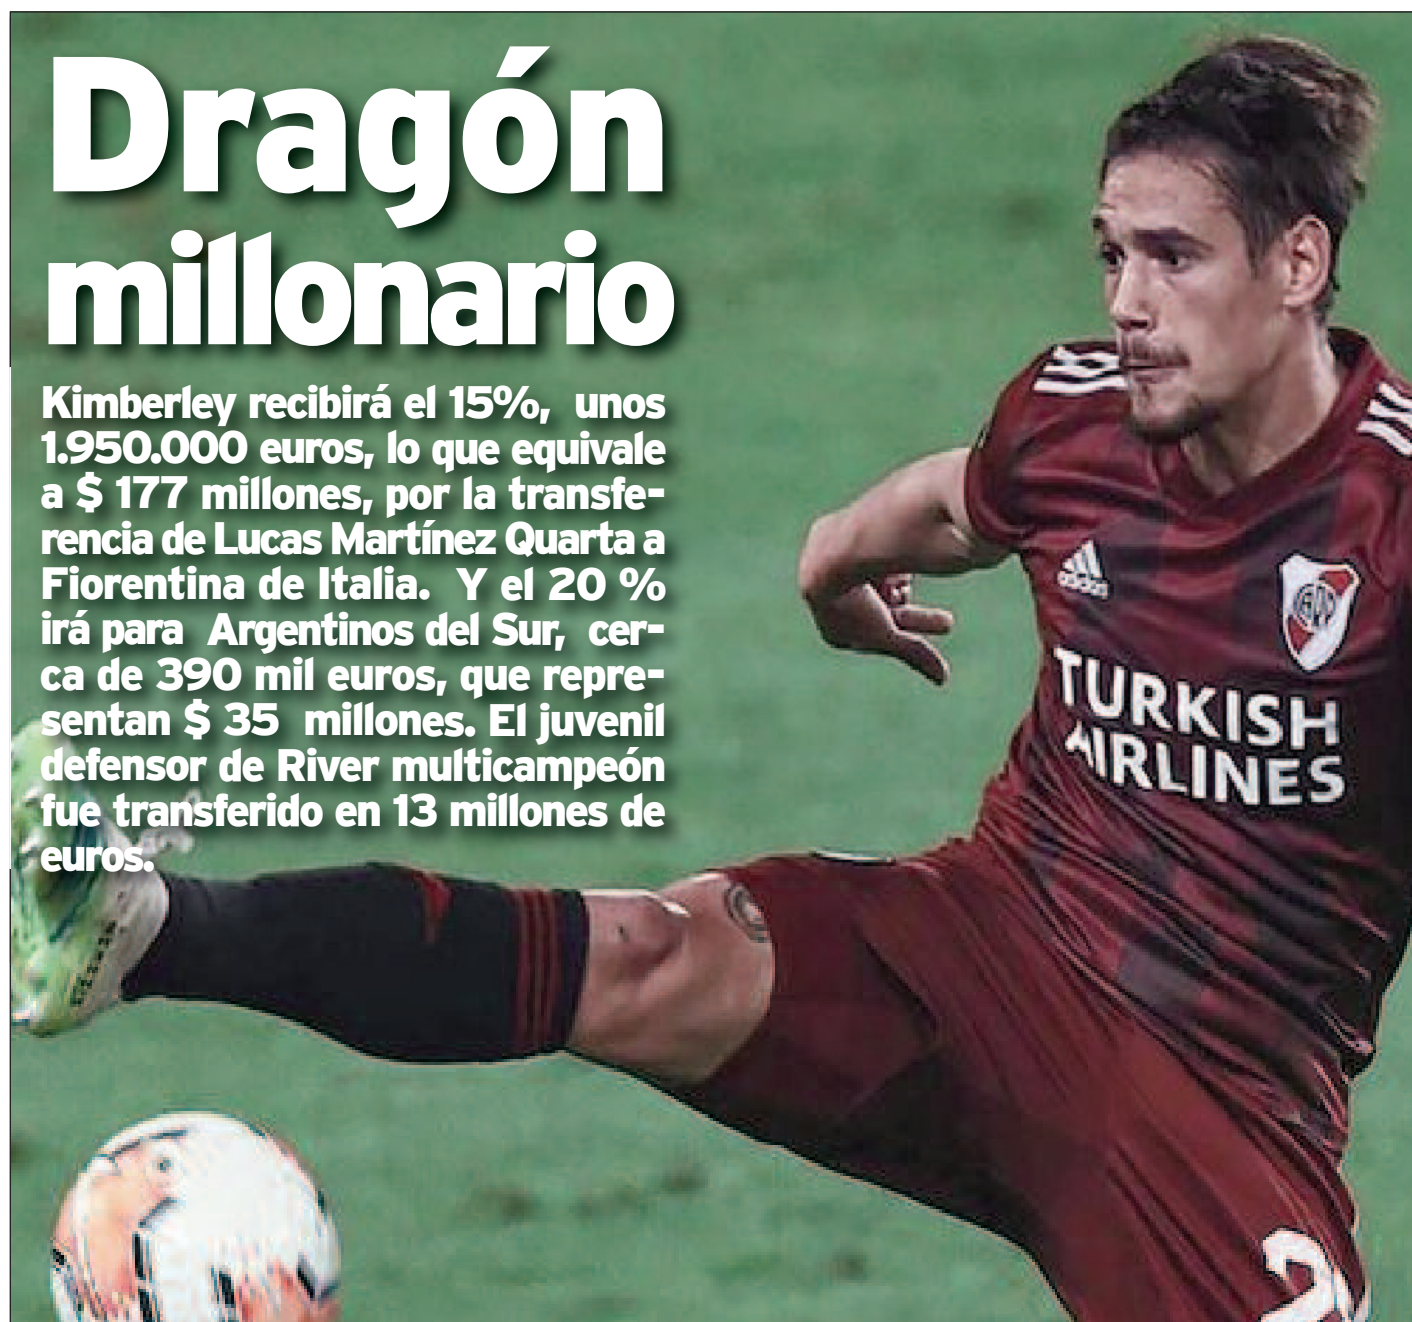 Dragón
millonario
Kimberley recibirá el 15%, unos
1.950.000 euros, lo que equivale
a $ 177 millones, por la transfe-
rencia de Lucas Martínez Quarta a
Fiorentina de Italia. Y el 20 %
irá para Argentinos del Sur, cer-
ca de 390 mil euros, que repre-
sentan $ 35 millones. El juvenil
defensor de River multicampeón
fue transferido en 13 millones de
euros.
adidas
TURKISH
AIRLINES
2